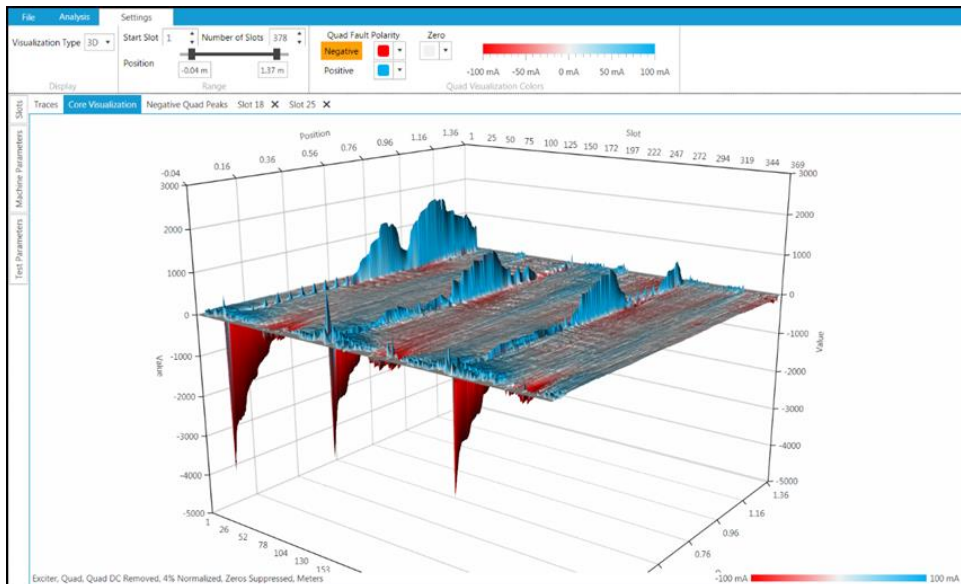 File Analysis Settings
Visualization Type 3D Start Slot 1 Number of Slots 378 Quad Fault Polarity Zero
Negative
Position -0.04 m 1.37 m Positive -100 mA -50 mA 0 mA 50 mA 100 mA
Display Range Quad Visualization Colors
Slots
Machine Parameters
Test Parameters
Traces Core Visualization Negative Quad Peaks Slot 18 Slot 25
Position
-0.04 0.16 0.36 0.56 0.76 0.96 1.16 1.36
Slot
1 25 50 75 100 125 150 172 197 222 247 272 294 319 344 369
3000
2000
1000
0
-1000
-2000
-3000
-4000
-5000
Value
3000
2000
1000
0
-1000
-2000
-3000
-4000
-5000
Value
1 26 52 78 104 130 153
1.36
1.16
0.96
0.76
Exciter, Quad, Quad DC Removed, 4% Normalized, Zeros Suppressed, Meters
-100 mA 100 mA